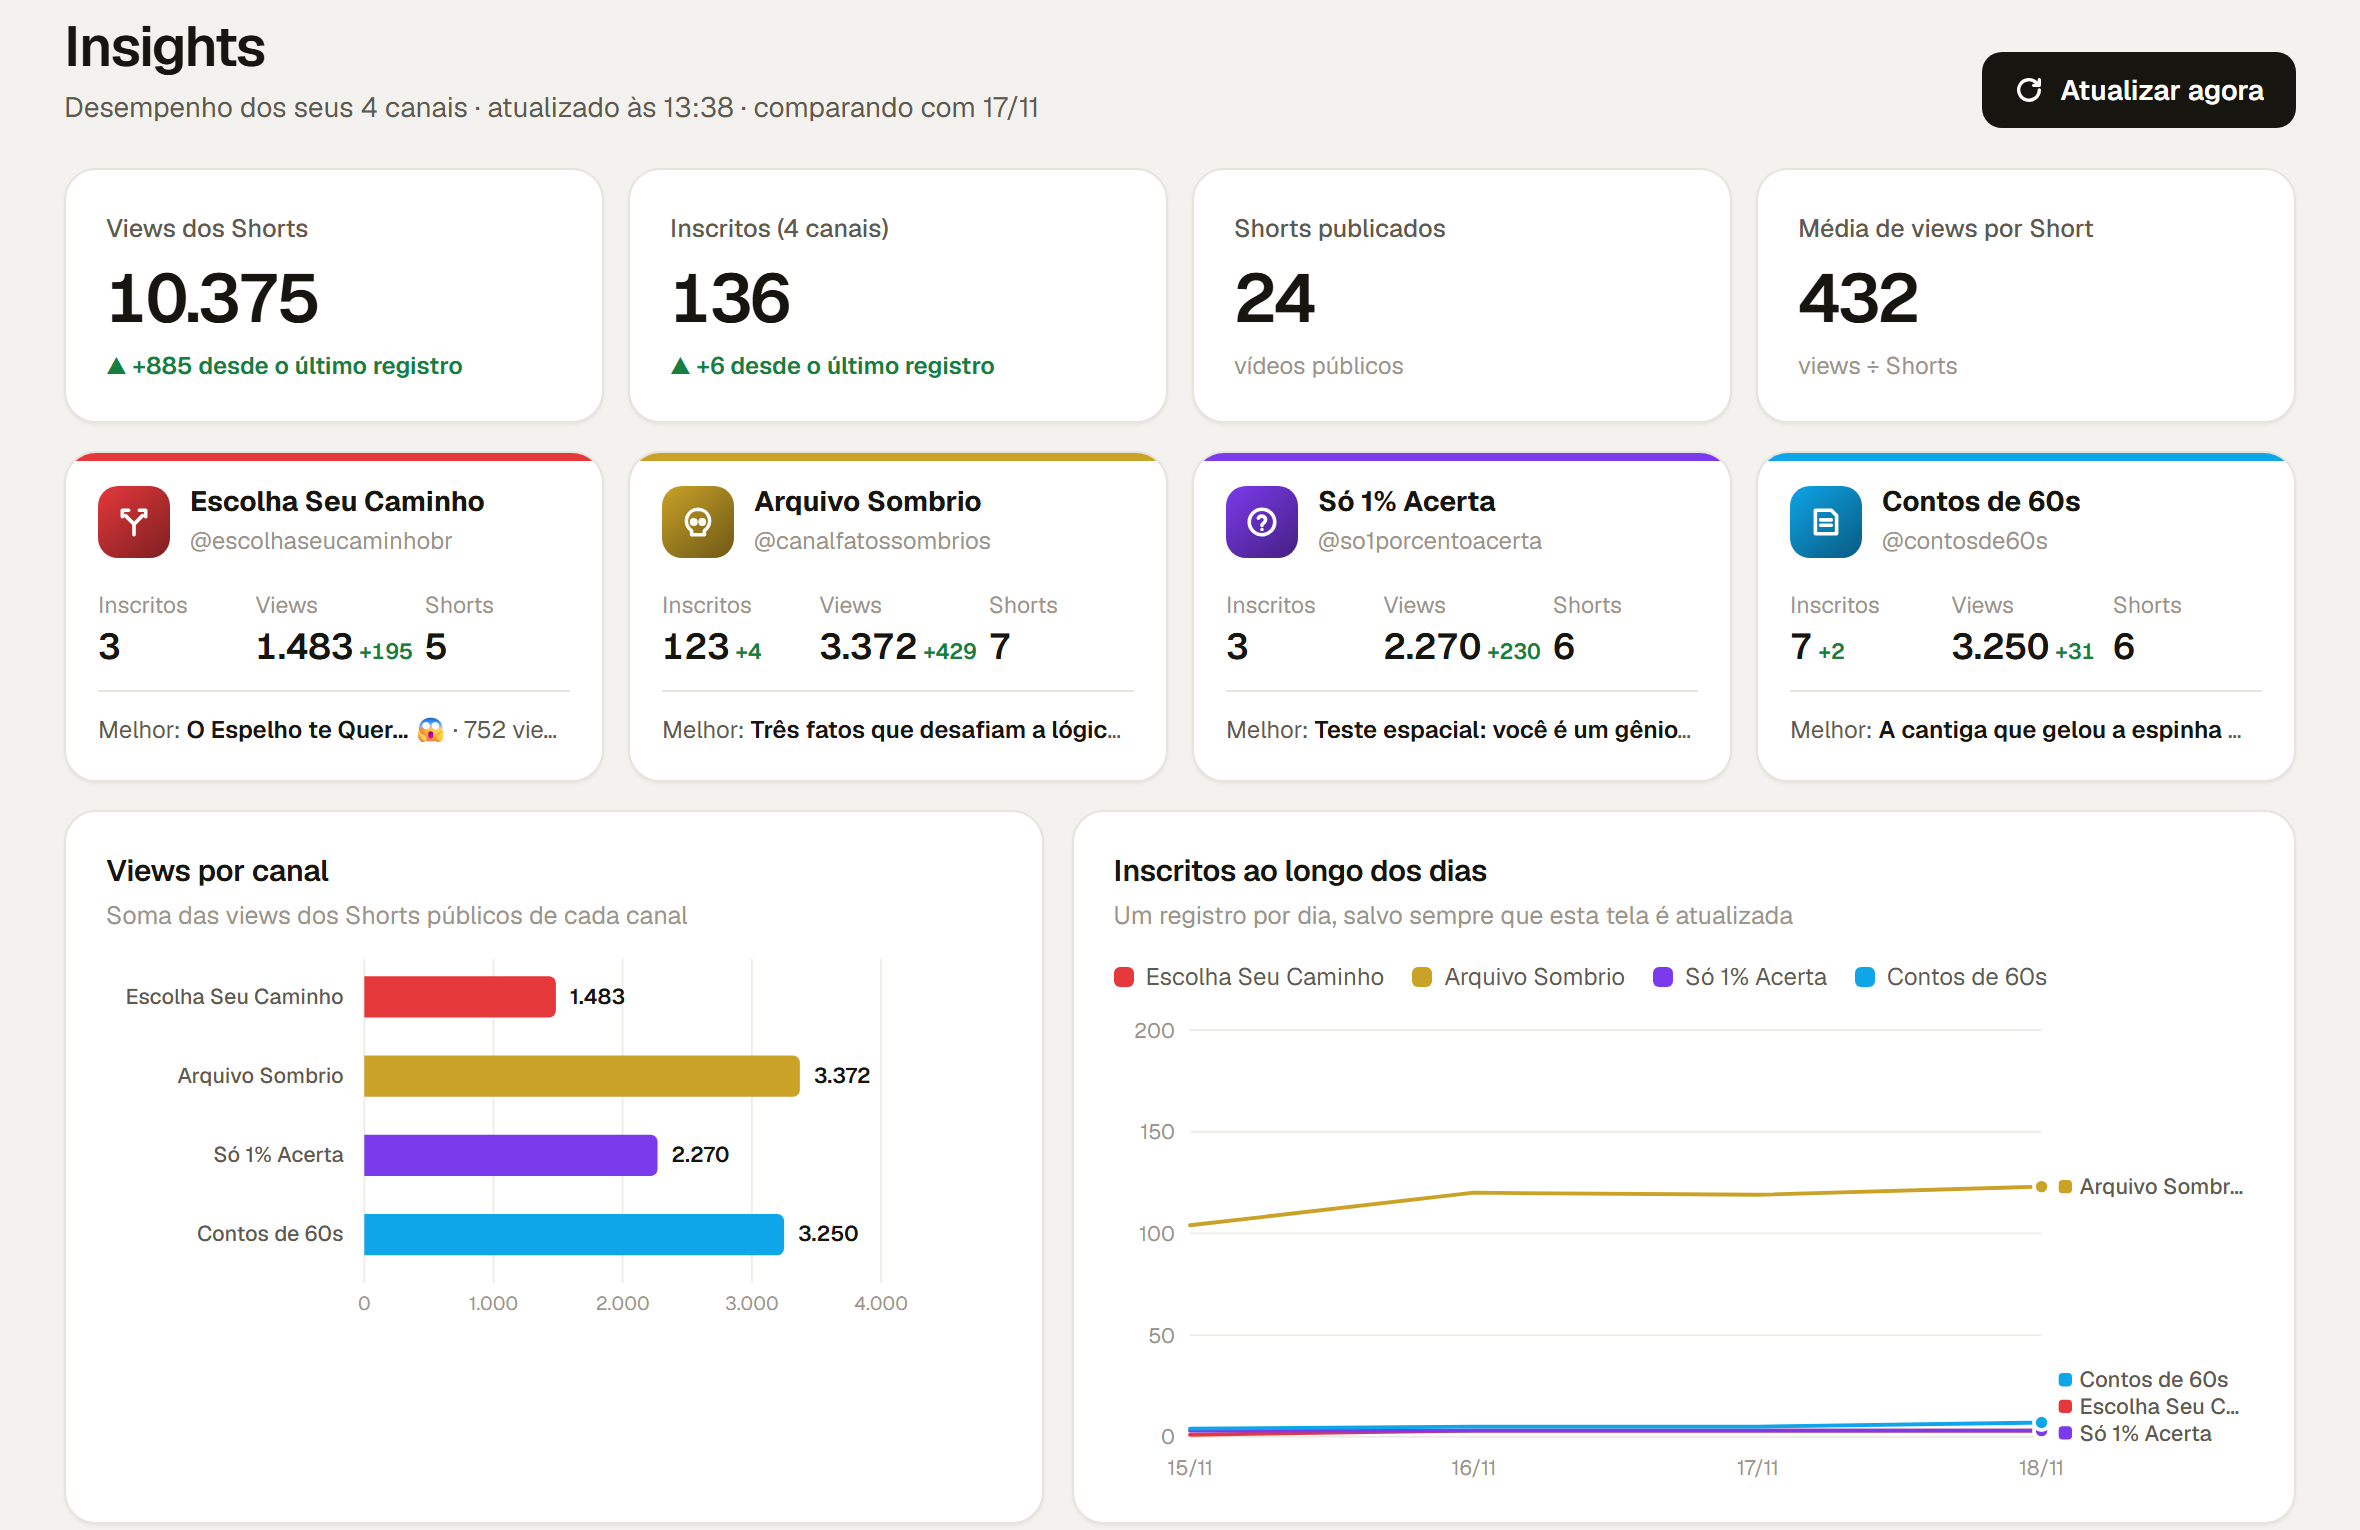 Insights
Desempenho dos seus 4 canais · atualizado às 13:38 · comparando com 17/11
Atualizar agora
Views dos Shorts
10.375
▲ +885 desde o último registro
Inscritos (4 canais)
136
▲ +6 desde o último registro
Shorts publicados
24
vídeos públicos
Média de views por Short
432
views ÷ Shorts
Escolha Seu Caminho
@escolhaseucaminhobr
Inscritos Views Shorts
3 1.483 +195 5
Melhor: O Espelho te Quer... 😱 · 752 vie...
Arquivo Sombrio
@canalfatossombrios
Inscritos Views Shorts
123 +4 3.372 +429 7
Melhor: Três fatos que desafiam a lógic...
Só 1% Acerta
@so1porcentoacerta
Inscritos Views Shorts
3 2.270 +230 6
Melhor: Teste espacial: você é um gênio...
Contos de 60s
@contosde60s
Inscritos Views Shorts
7 +2 3.250 +31 6
Melhor: A cantiga que gelou a espinha ...
Views por canal
Soma das views dos Shorts públicos de cada canal
Escolha Seu Caminho 1.483
Arquivo Sombrio 3.372
Só 1% Acerta 2.270
Contos de 60s 3.250
0 1.000 2.000 3.000 4.000
Inscritos ao longo dos dias
Um registro por dia, salvo sempre que esta tela é atualizada
Escolha Seu Caminho Arquivo Sombrio Só 1% Acerta Contos de 60s
200
150
Arquivo Sombr...
100
50
Contos de 60s
Escolha Seu C...
Só 1% Acerta
0
15/11 16/11 17/11 18/11